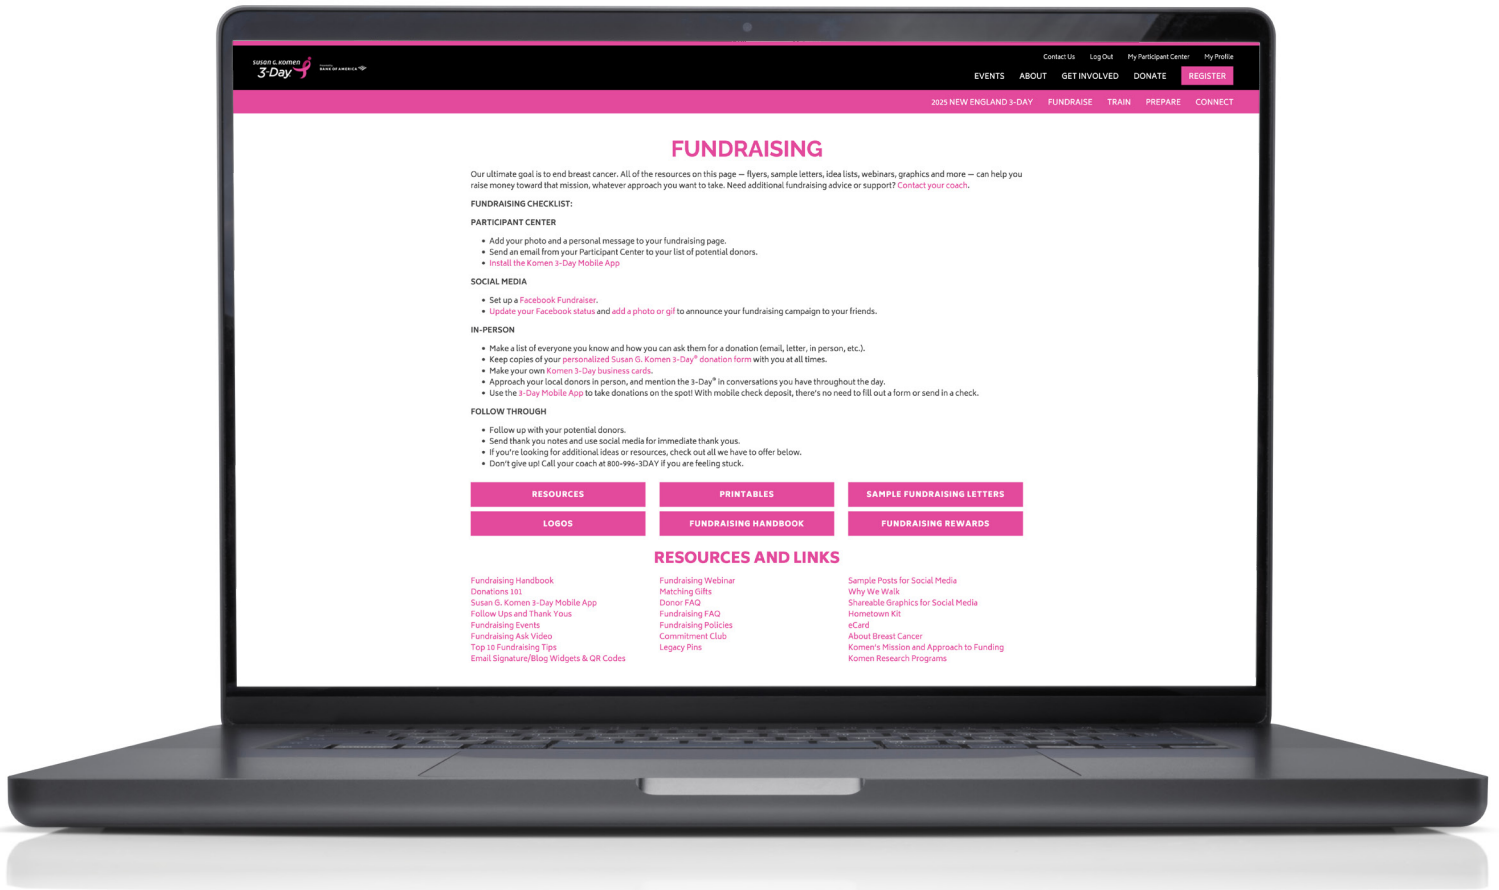 SUSAN G. KOMEN
3-Day
BANK OF AMERICA
Contact Us Log Out My Participant Center My Profile
EVENTS ABOUT GET INVOLVED DONATE REGISTER
2025 NEW ENGLAND 3-DAY FUNDRAISE TRAIN PREPARE CONNECT
FUNDRAISING
Our ultimate goal is to end breast cancer. All of the resources on this page — flyers, sample letters, idea lists, webinars, graphics and more — can help you
raise money toward that mission, whatever approach you want to take. Need additional fundraising advice or support? Contact your coach.
FUNDRAISING CHECKLIST:
PARTICIPANT CENTER
• Add your photo and a personal message to your fundraising page.
• Send an email from your Participant Center to your list of potential donors.
• Install the Komen 3-Day Mobile App
SOCIAL MEDIA
• Set up a Facebook Fundraiser.
• Update your Facebook status and add a photo or gif to announce your fundraising campaign to your friends.
IN-PERSON
• Make a list of everyone you know and how you can ask them for a donation (email, letter, in person, etc.).
• Keep copies of your personalized Susan G. Komen 3-Day® donation form with you at all times.
• Make your own Komen 3-Day business cards.
• Approach your local donors in person, and mention the 3-Day® in conversations you have throughout the day.
• Use the 3-Day Mobile App to take donations on the spot! With mobile check deposit, there's no need to fill out a form or send in a check.
FOLLOW THROUGH
• Follow up with your potential donors.
• Send thank you notes and use social media for immediate thank yous.
• If you're looking for additional ideas or resources, check out all we have to offer below.
• Don't give up! Call your coach at 800-996-3DAY if you are feeling stuck.
RESOURCES PRINTABLES SAMPLE FUNDRAISING LETTERS
LOGOS FUNDRAISING HANDBOOK FUNDRAISING REWARDS
RESOURCES AND LINKS
Fundraising Handbook
Donations 101
Susan G. Komen 3-Day Mobile App
Follow Ups and Thank Yous
Fundraising Events
Fundraising Ask Video
Top 10 Fundraising Tips
Email Signature/Blog Widgets & QR Codes
Fundraising Webinar
Matching Gifts
Donor FAQ
Fundraising FAQ
Fundraising Policies
Commitment Club
Legacy Pins
Sample Posts for Social Media
Why We Walk
Shareable Graphics for Social Media
Hometown Kit
eCard
About Breast Cancer
Komen's Mission and Approach to Funding
Komen Research Programs